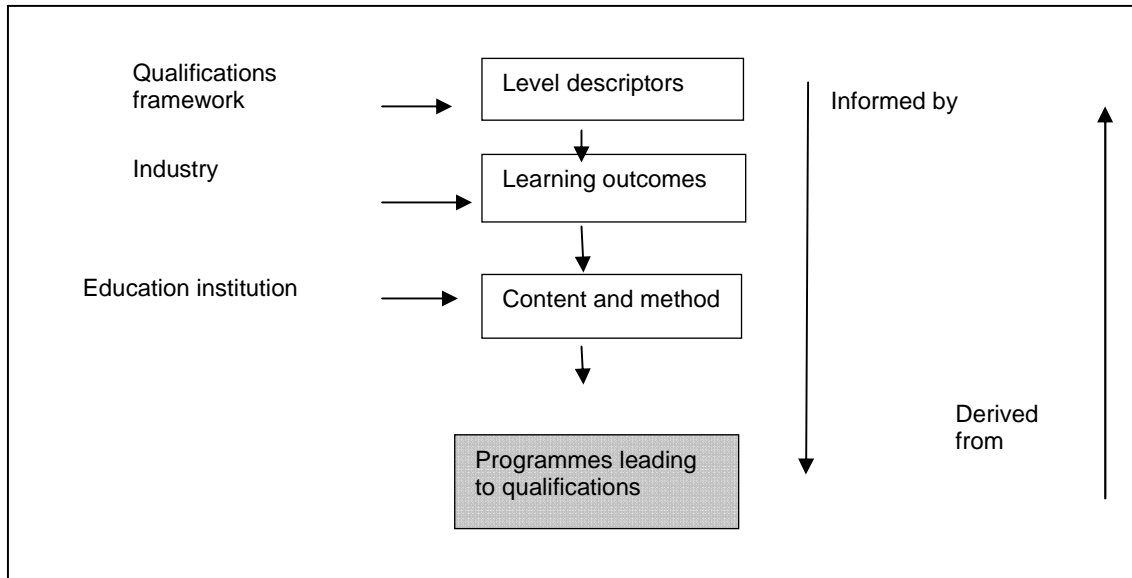 Qualifications
framework
Level descriptors
Informed by
Industry
Learning outcomes
Education institution
Content and method
Derived
from
Programmes leading
to qualifications